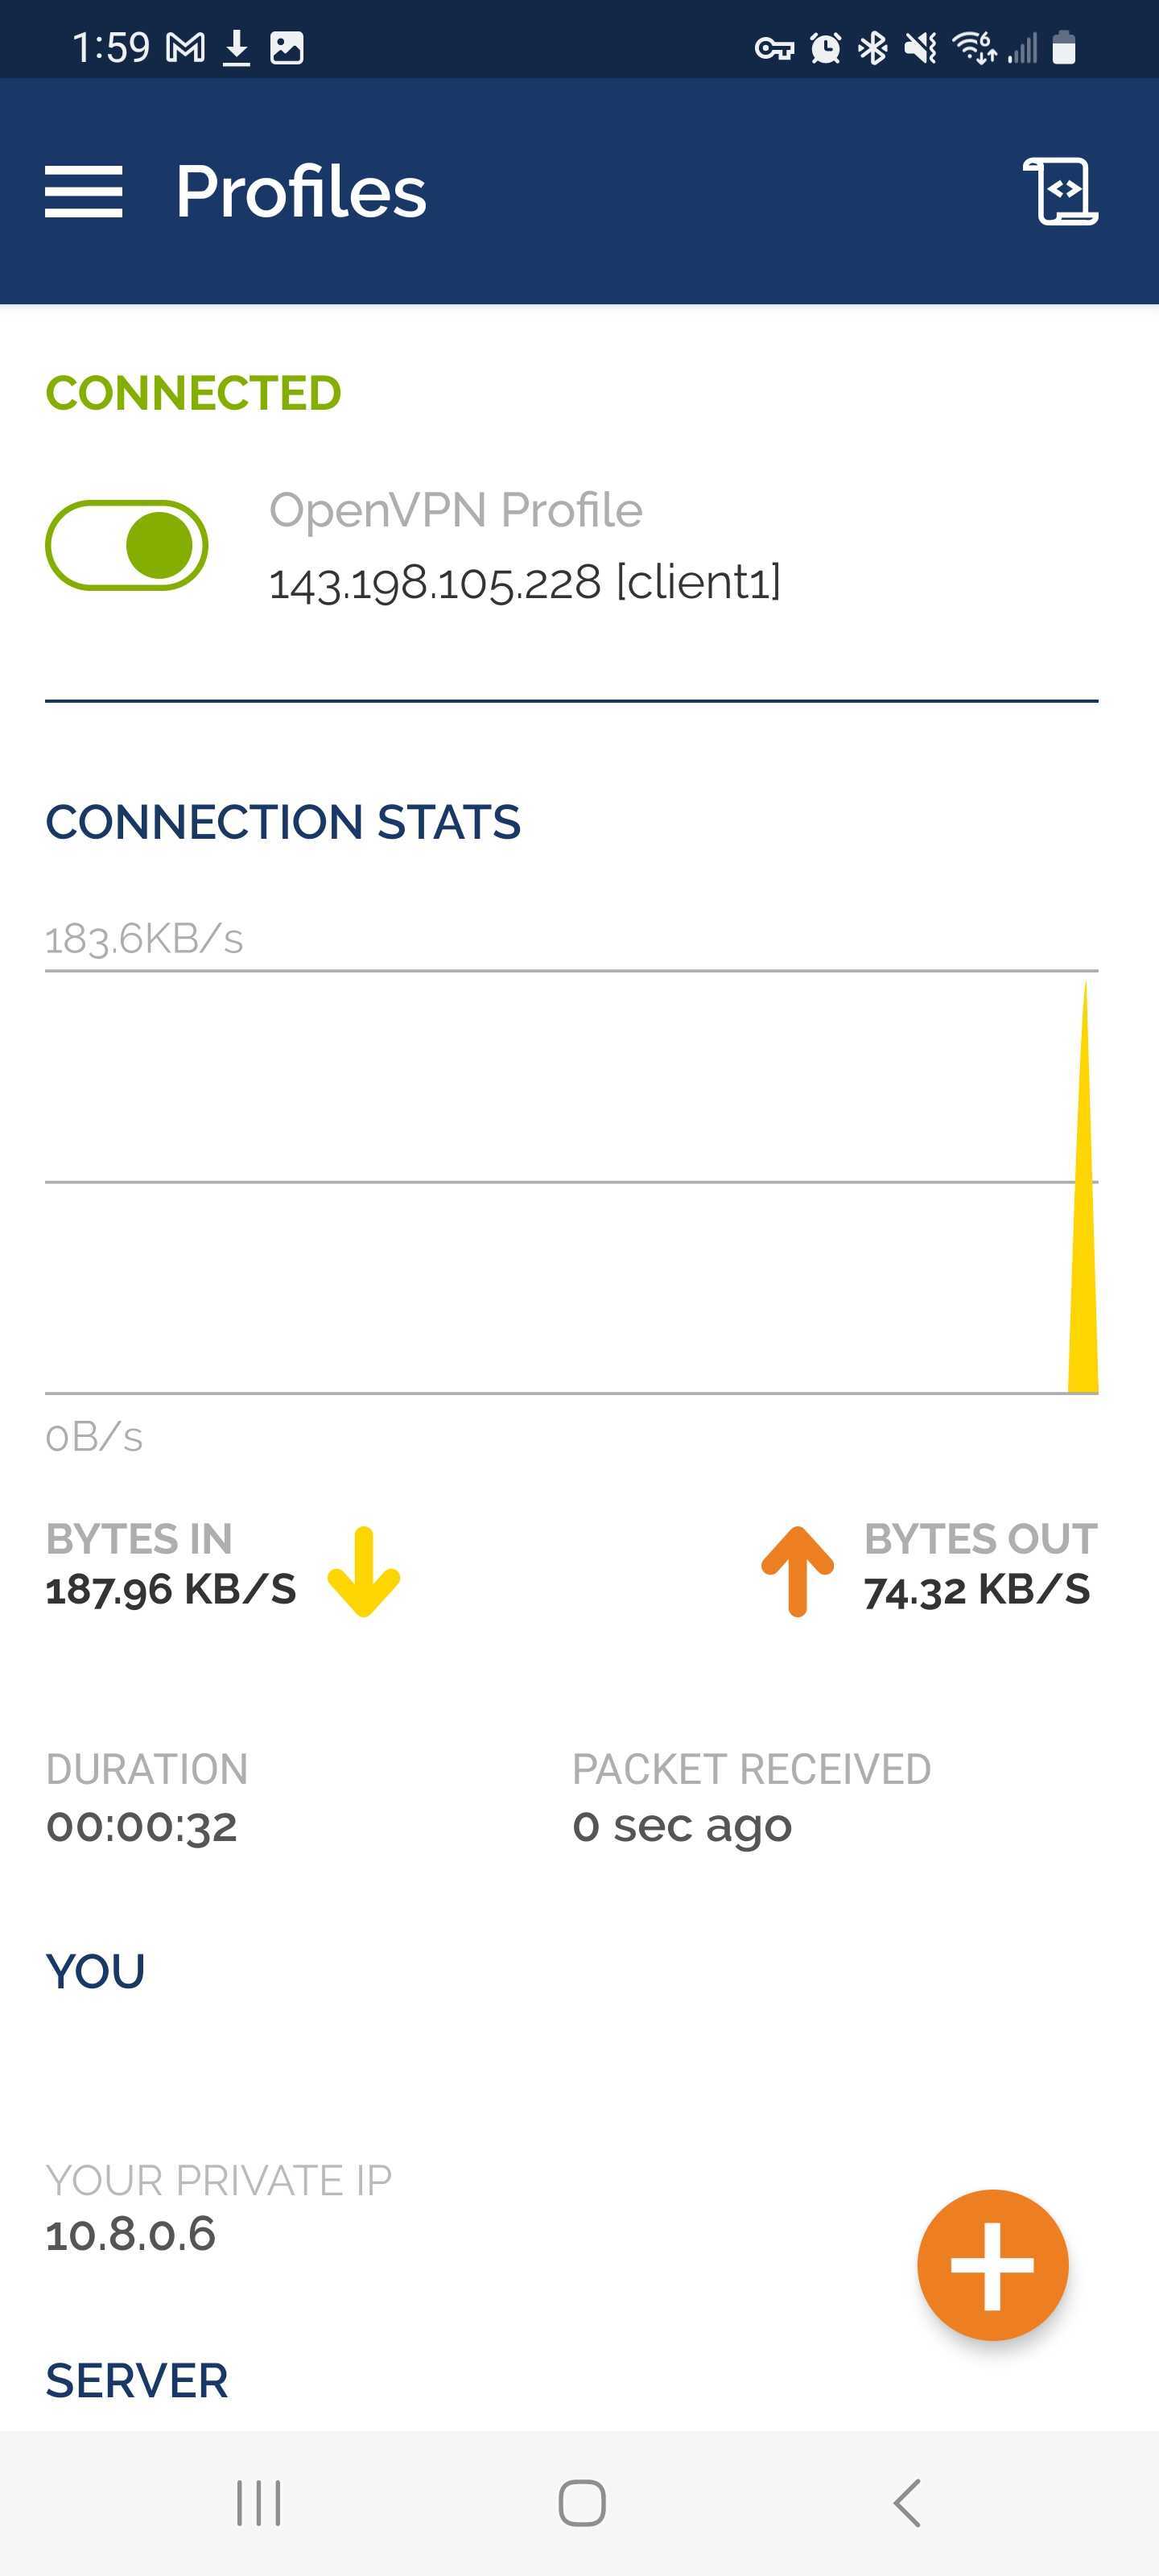 1:59
6
Profiles
CONNECTED
OpenVPN Profile
143.198.105.228 [client1]
CONNECTION STATS
183.6KB/s
0B/s
BYTES IN
187.96 KB/S
BYTES OUT
74.32 KB/S
DURATION
00:00:32
PACKET RECEIVED
0 sec ago
YOU
YOUR PRIVATE IP
10.8.0.6
SERVER